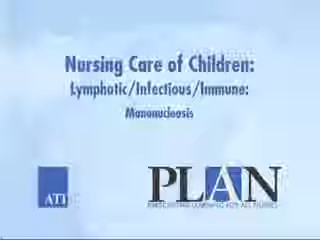 Nursing Care of Children:
Lymphatic/Infectious/Immune:
Mononucleosis
ATI
PLAN